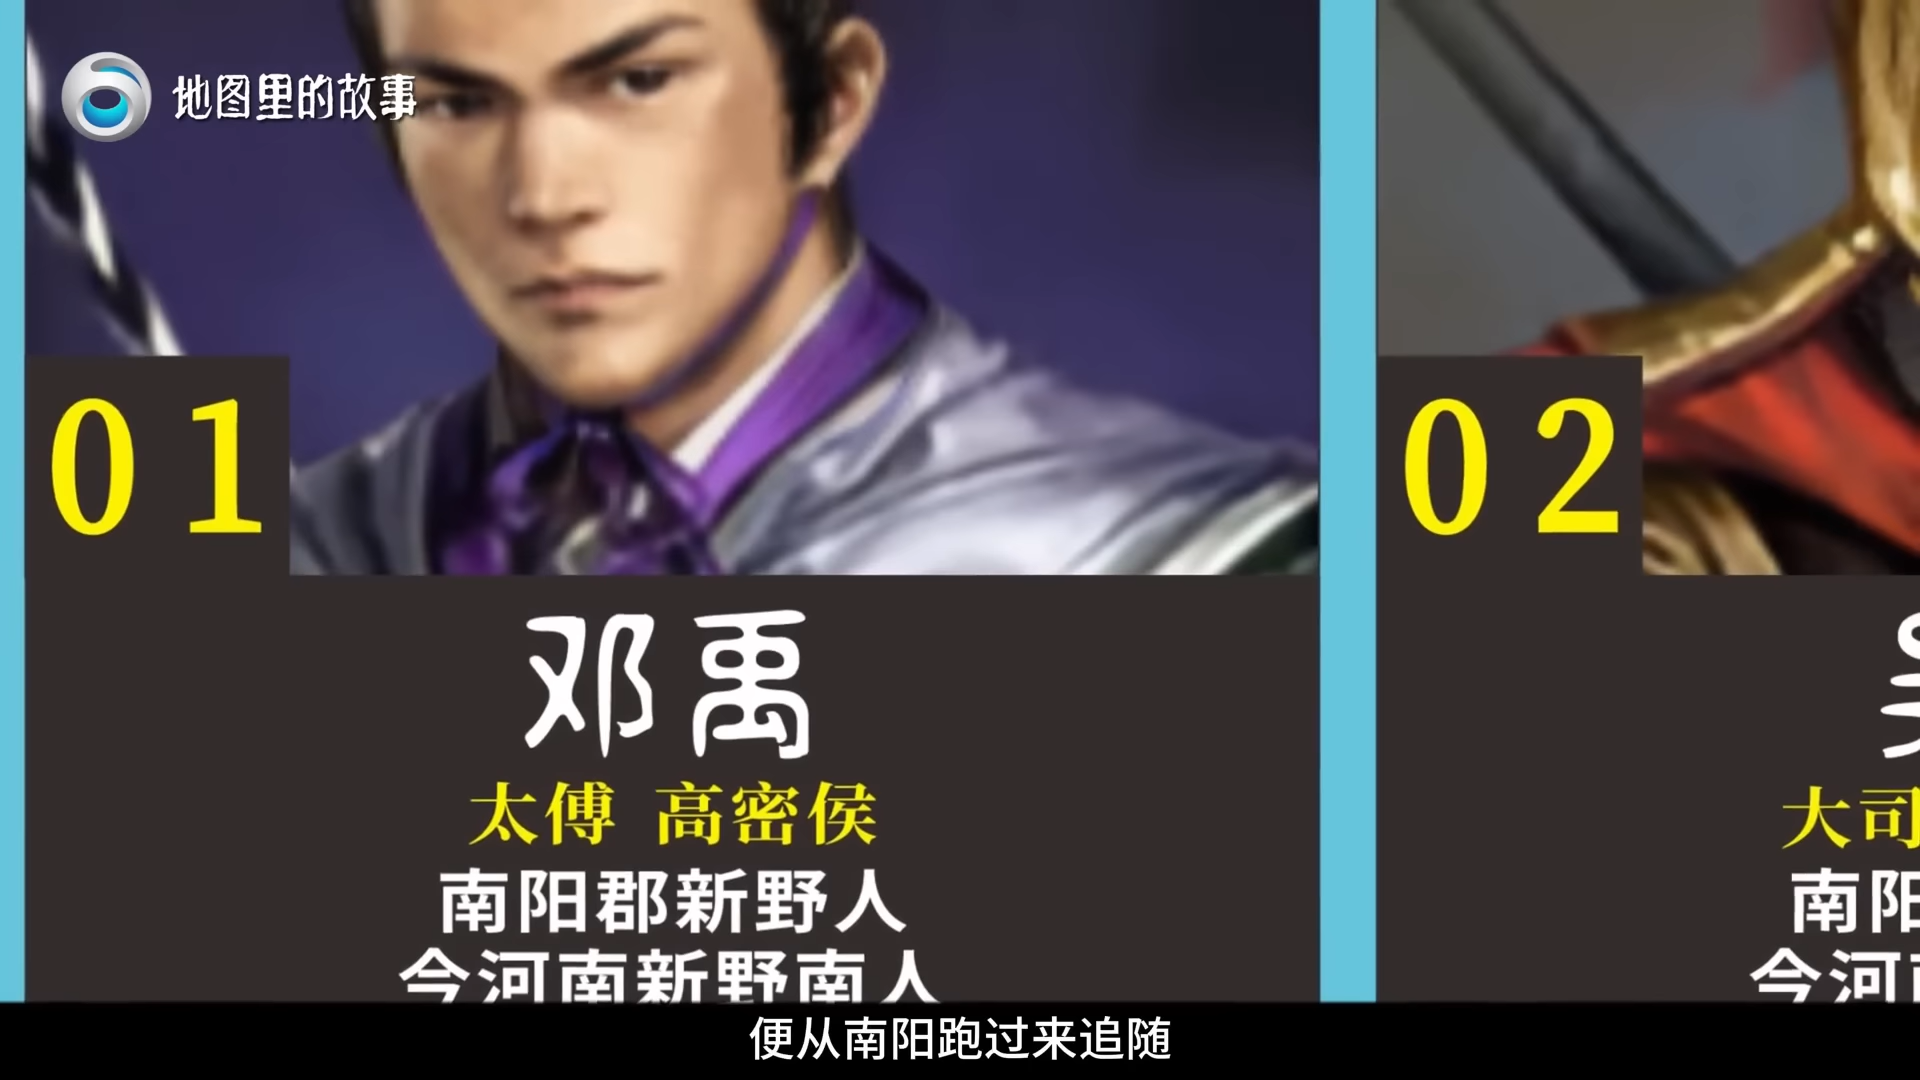 地图里的故事
01
邓禹
太傅 高密侯
南阳郡新野人
今河南新野南人
02
大司
南阳
今河南
便从南阳跑过来追随